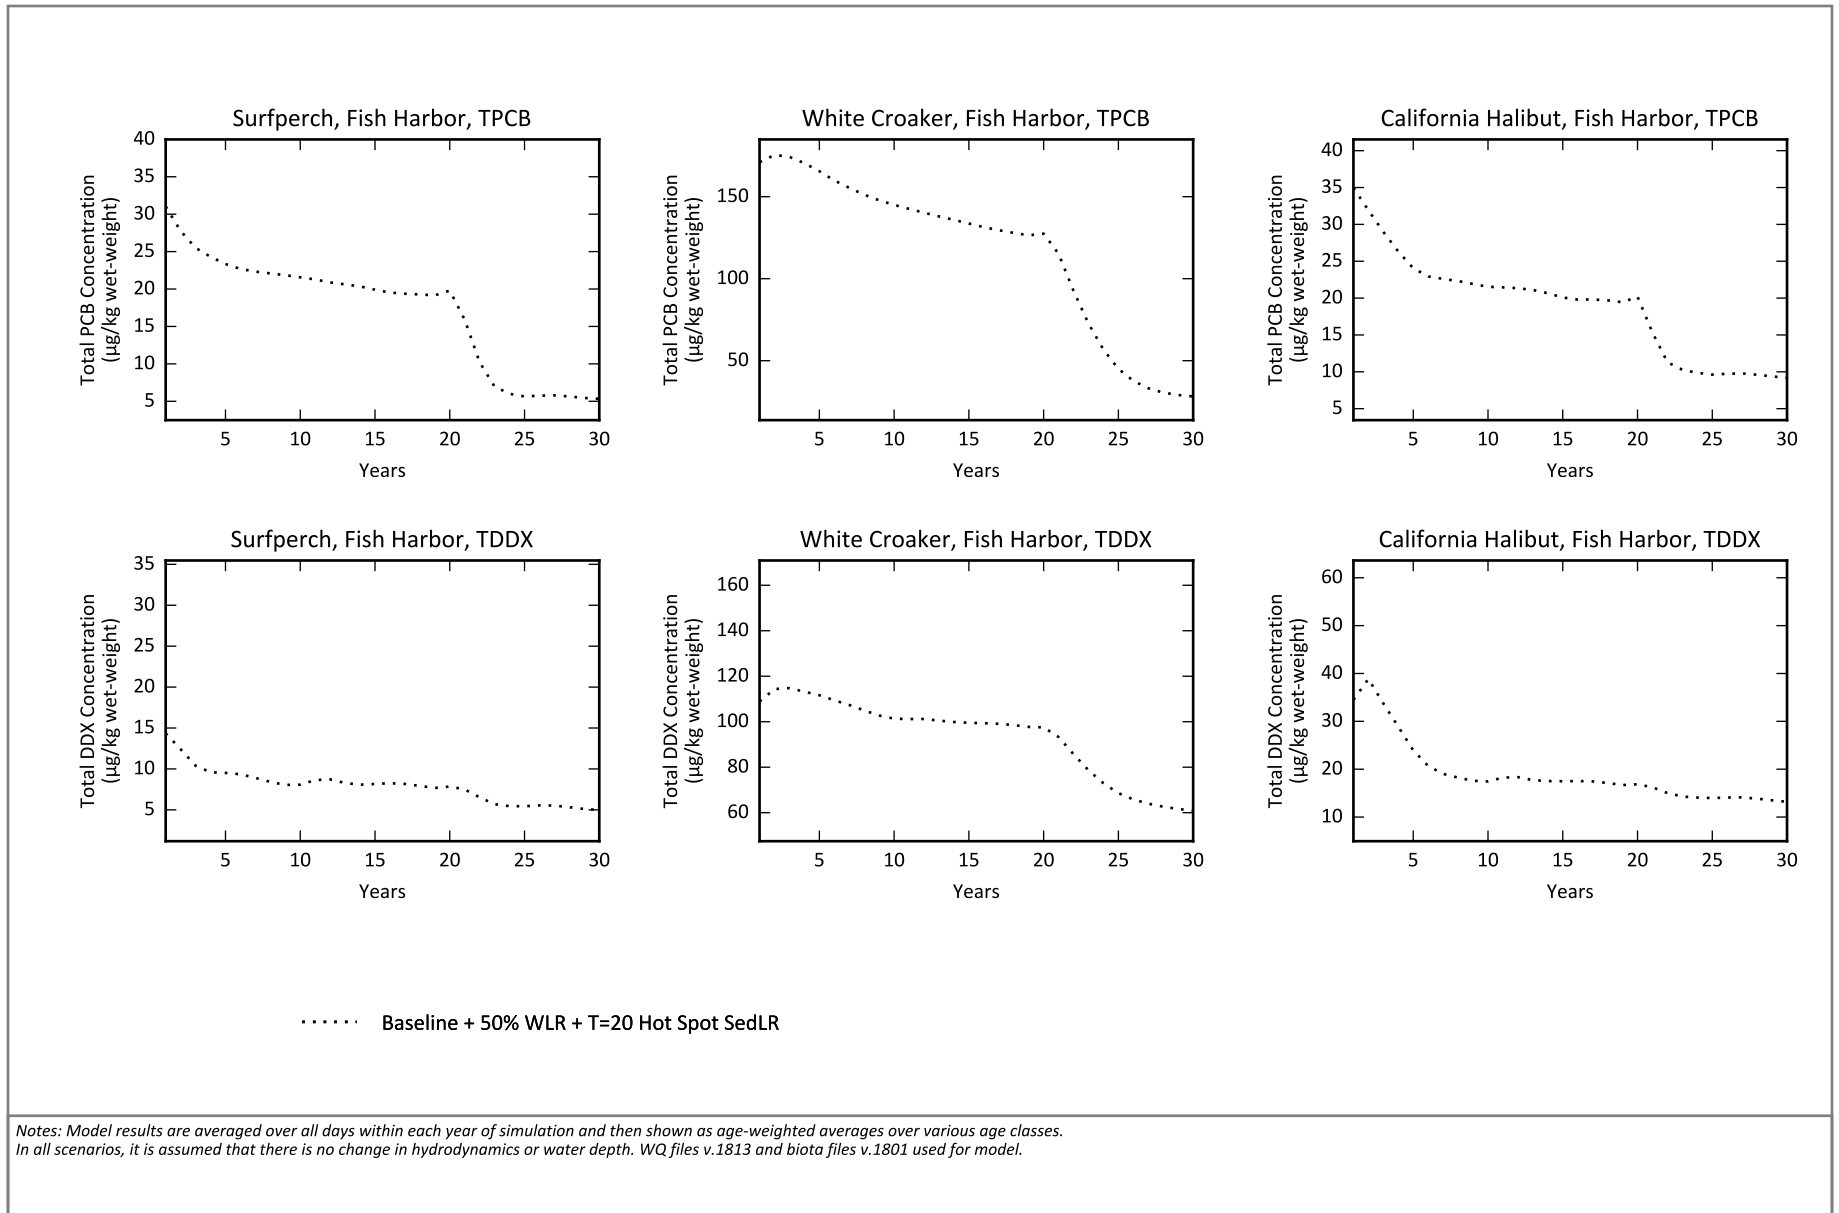 Surfperch, Fish Harbor, TPCB
Total PCB Concentration
(µg/kg wet-weight)
40
35
30
25
20
15
10
5
5 10 15 20 25 30
Years
White Croaker, Fish Harbor, TPCB
Total PCB Concentration
(µg/kg wet-weight)
150
100
50
5 10 15 20 25 30
Years
California Halibut, Fish Harbor, TPCB
Total PCB Concentration
(µg/kg wet-weight)
40
35
30
25
20
15
10
5
5 10 15 20 25 30
Years
Surfperch, Fish Harbor, TDDX
Total DDX Concentration
(µg/kg wet-weight)
35
30
25
20
15
10
5
5 10 15 20 25 30
Years
White Croaker, Fish Harbor, TDDX
Total DDX Concentration
(µg/kg wet-weight)
160
140
120
100
80
60
5 10 15 20 25 30
Years
California Halibut, Fish Harbor, TDDX
Total DDX Concentration
(µg/kg wet-weight)
60
50
40
30
20
10
5 10 15 20 25 30
Years
Baseline + 50% WLR + T=20 Hot Spot SedLR
Notes: Model results are averaged over all days within each year of simulation and then shown as age-weighted averages over various age classes.
In all scenarios, it is assumed that there is no change in hydrodynamics or water depth. WQ files v.1813 and biota files v.1801 used for model.